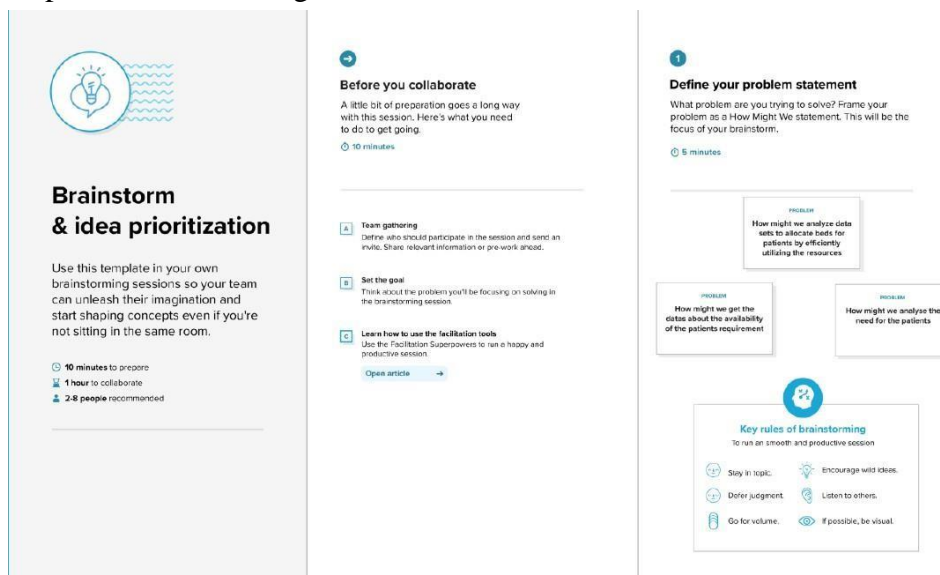 Brainstorm
& idea prioritization
Use this template in your own
brainstorming sessions so your team
can unleash their imagination and
start shaping concepts even if you're
not sitting in the same room.
10 minutes to prepare
1 hour to collaborate
2-8 people recommended
Before you collaborate
A little bit of preparation goes a long way
with this session. Here's what you need
to do to get going.
10 minutes
A
Team gathering
Define who should participate in the session and send an
invite. Share relevant information or pre-work ahead.
B
Set the goal
Think about the problem you'll be focusing on solving in
the brainstorming session.
C
Learn how to use the facilitation tools
Use the Facilitation Superpowers to run a happy and
productive session.
Open article
1
Define your problem statement
What problem are you trying to solve? Frame your
problem as a How Might We statement. This will be the
focus of your brainstorm.
5 minutes
PROBLEM
How might we analyze data
sets to allocate beds for
patients by efficiently
utilizing the resources
PROBLEM
How might we get the
datas about the availability
of the patients requirement
PROBLEM
How might we analyse the
need for the patients
Key rules of brainstorming
To run an smooth and productive session
Stay in topic.
Encourage wild ideas.
Defer judgment.
Listen to others.
Go for volume.
If possible, be visual.